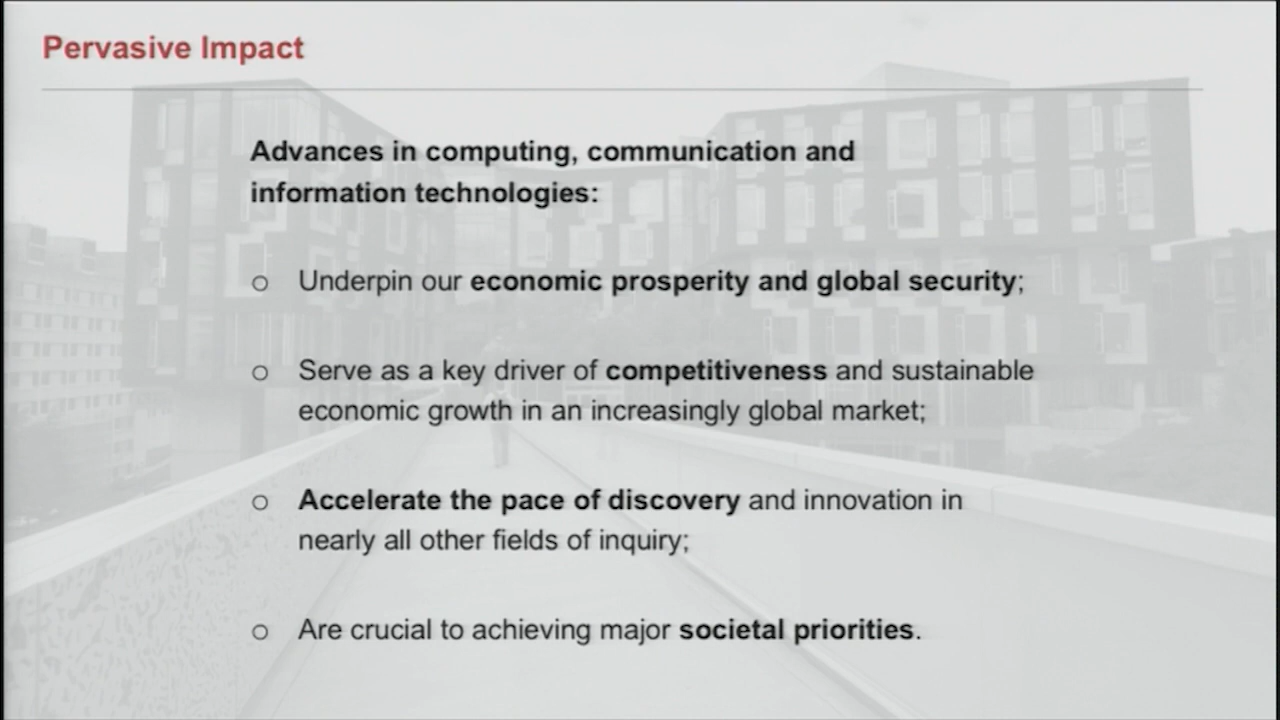 Pervasive Impact
Advances in computing, communication and
information technologies:
o Underpin our economic prosperity and global security;
o Serve as a key driver of competitiveness and sustainable
economic growth in an increasingly global market;
o Accelerate the pace of discovery and innovation in
nearly all other fields of inquiry;
o Are crucial to achieving major societal priorities.